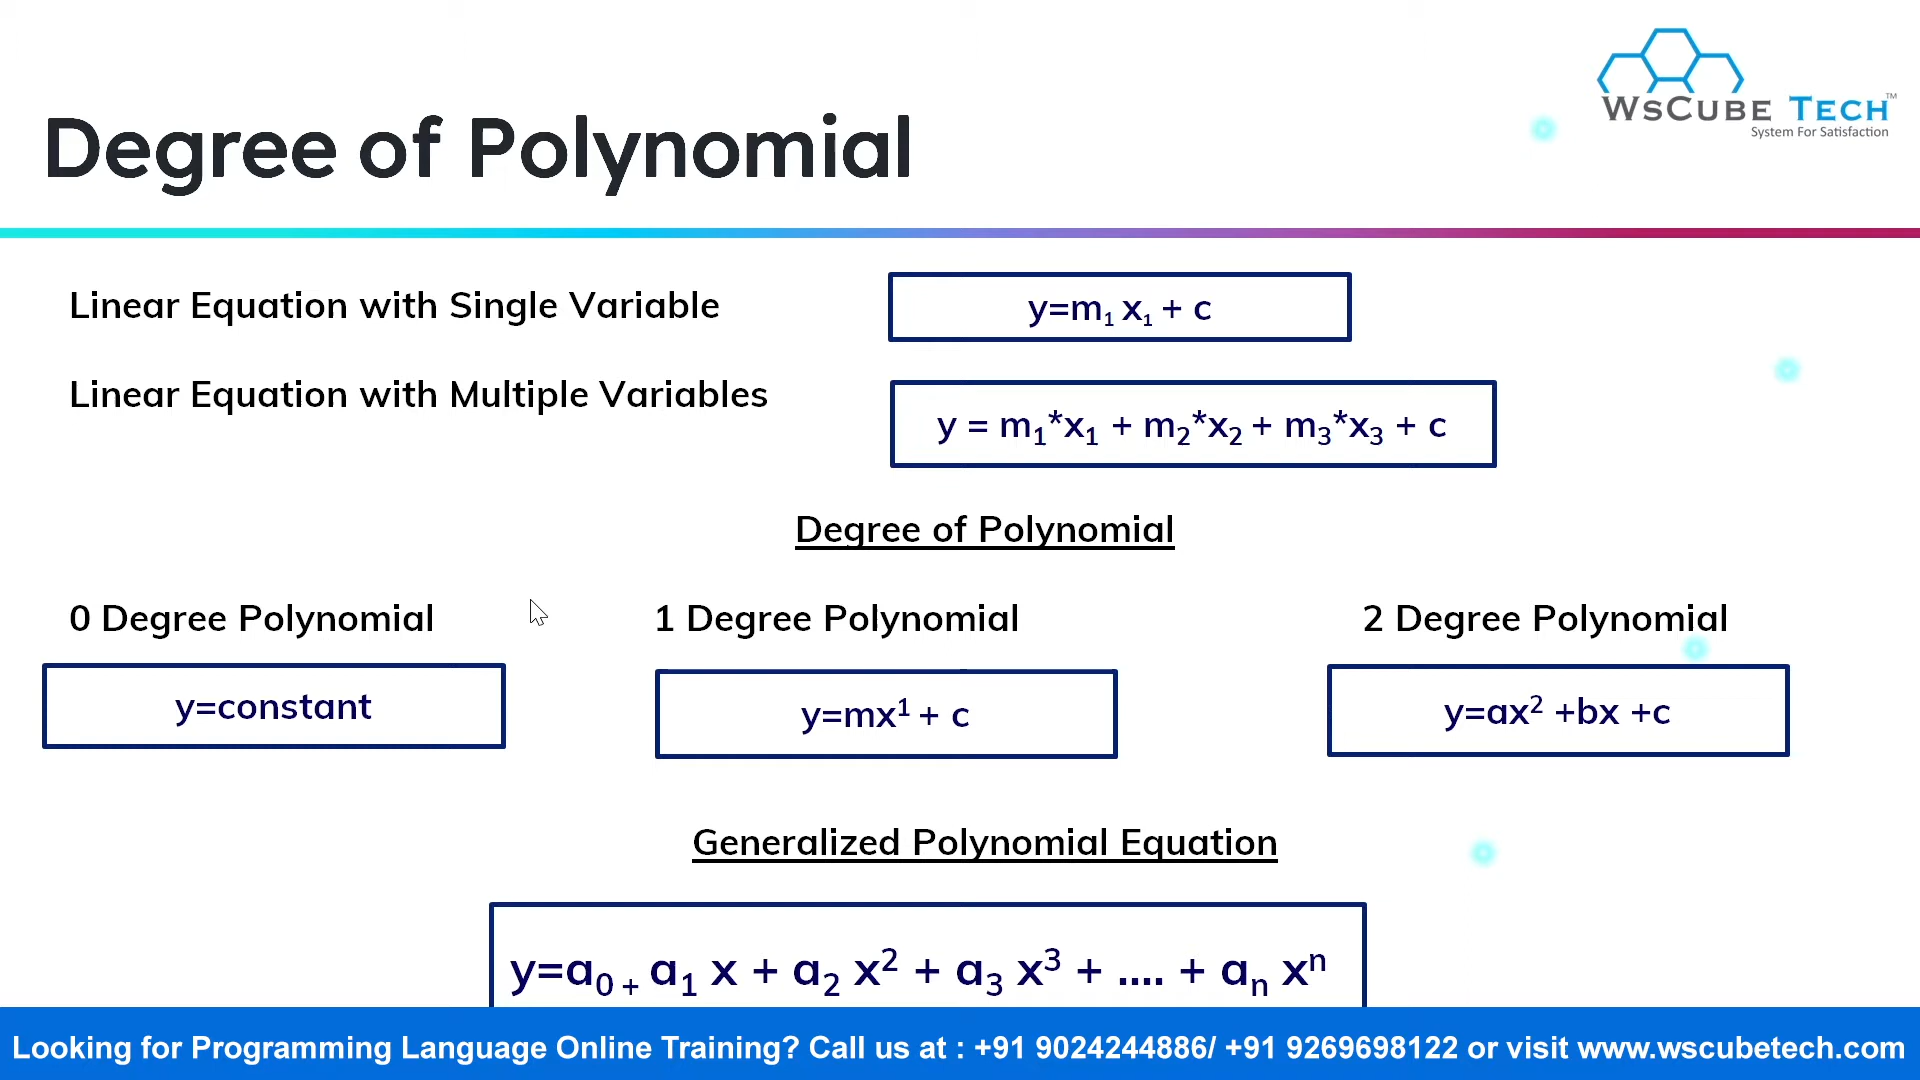 WsCube Tech™
System For Satisfaction
Degree of Polynomial
Linear Equation with Single Variable
y=m₁ x₁ + c
Linear Equation with Multiple Variables
y = m₁*x₁ + m₂*x₂ + m₃*x₃ + c
Degree of Polynomial
0 Degree Polynomial
1 Degree Polynomial
2 Degree Polynomial
y=constant
y=mx¹ + c
y=ax² +bx +c
Generalized Polynomial Equation
y=a₀ ₊ a₁ x + a₂ x² + a₃ x³ + .... + aₙ xⁿ
Looking for Programming Language Online Training? Call us at : +91 9024244886/ +91 9269698122 or visit www.wscubetech.com